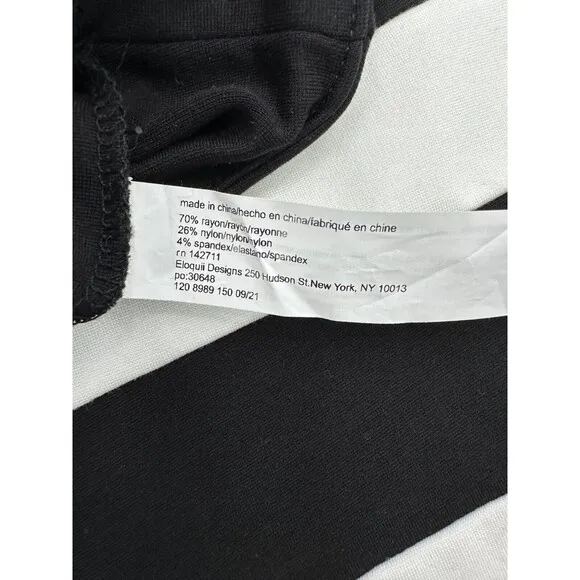 made in china/hecho en china/fabriqué en chine
70% rayon/rayón/rayonne
26% nylon/nylon/nylon
4% spandex/elastano/spandex
rn 142711
Eloquii Designs 250 Hudson St.New York, NY 10013
po:30648
120 8989 150 09/21